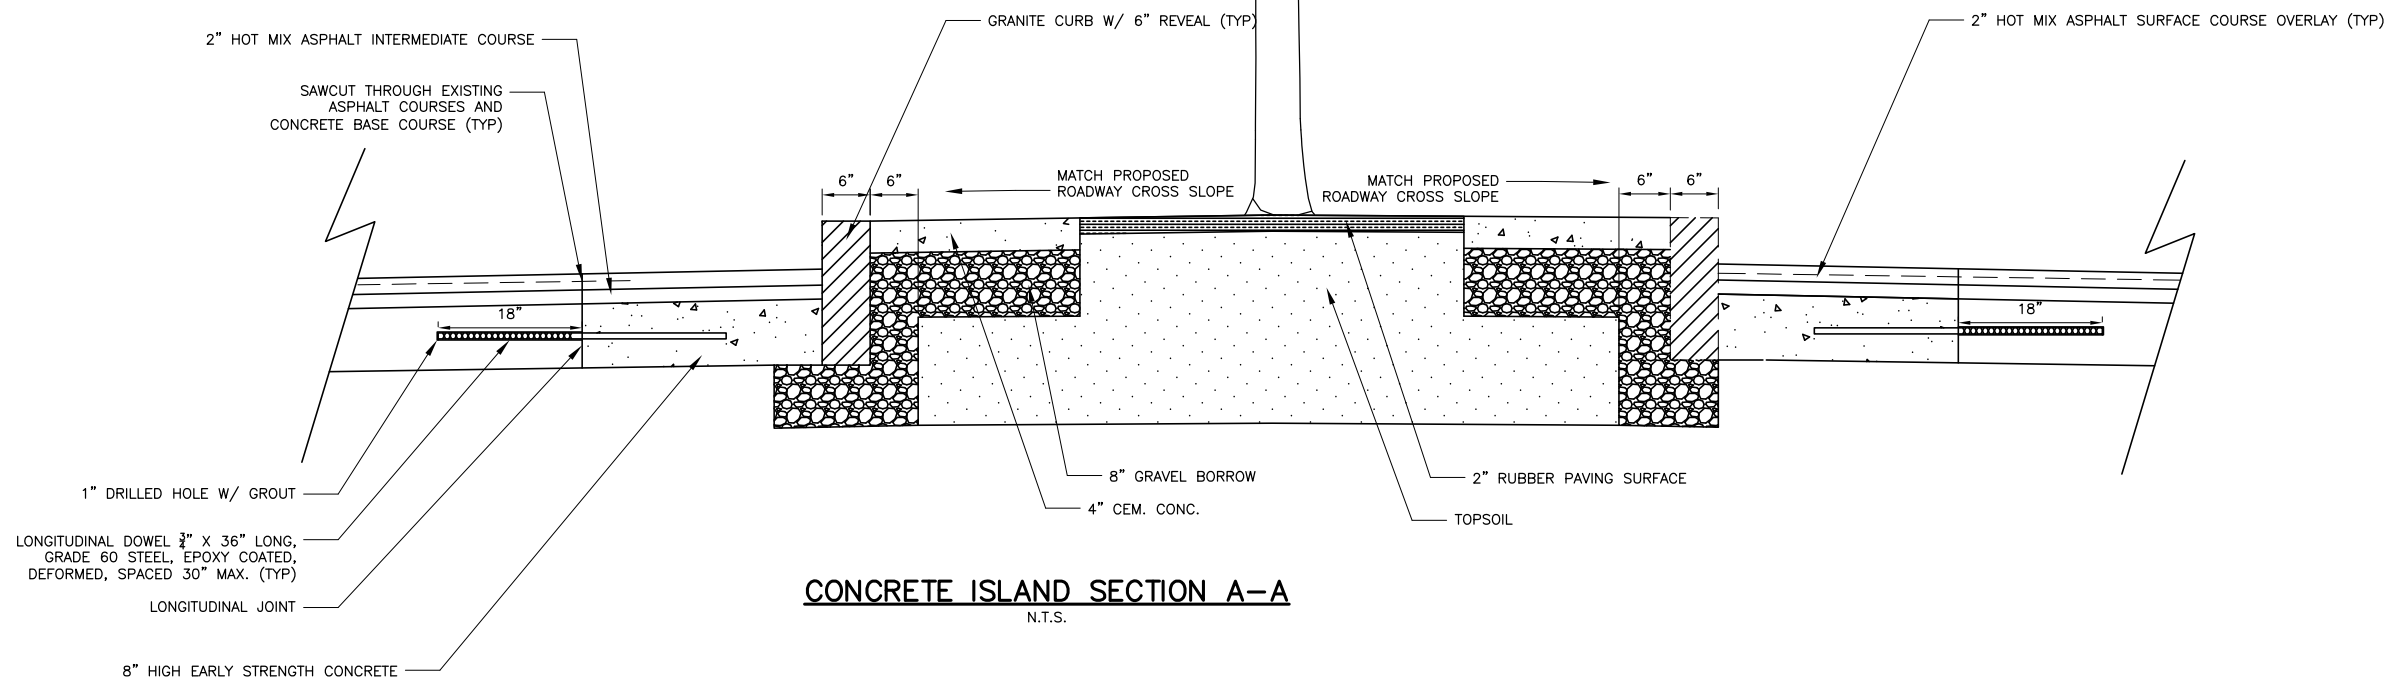 GRANITE CURB W/ 6” REVEAL (TYP)
2” HOT MIX ASPHALT SURFACE COURSE OVERLAY (TYP)
2” HOT MIX ASPHALT INTERMEDIATE COURSE
SAWCUT THROUGH EXISTING
ASPHALT COURSES AND
CONCRETE BASE COURSE (TYP)
6”
6”
MATCH PROPOSED
ROADWAY CROSS SLOPE
MATCH PROPOSED
ROADWAY CROSS SLOPE
6”
6”
18”
18”
8” GRAVEL BORROW
4” CEM. CONC.
2” RUBBER PAVING SURFACE
TOPSOIL
1” DRILLED HOLE W/ GROUT
LONGITUDINAL DOWEL ¾” X 36” LONG,
GRADE 60 STEEL, EPOXY COATED,
DEFORMED, SPACED 30” MAX. (TYP)
LONGITUDINAL JOINT
8” HIGH EARLY STRENGTH CONCRETE
CONCRETE ISLAND SECTION A–A
N.T.S.